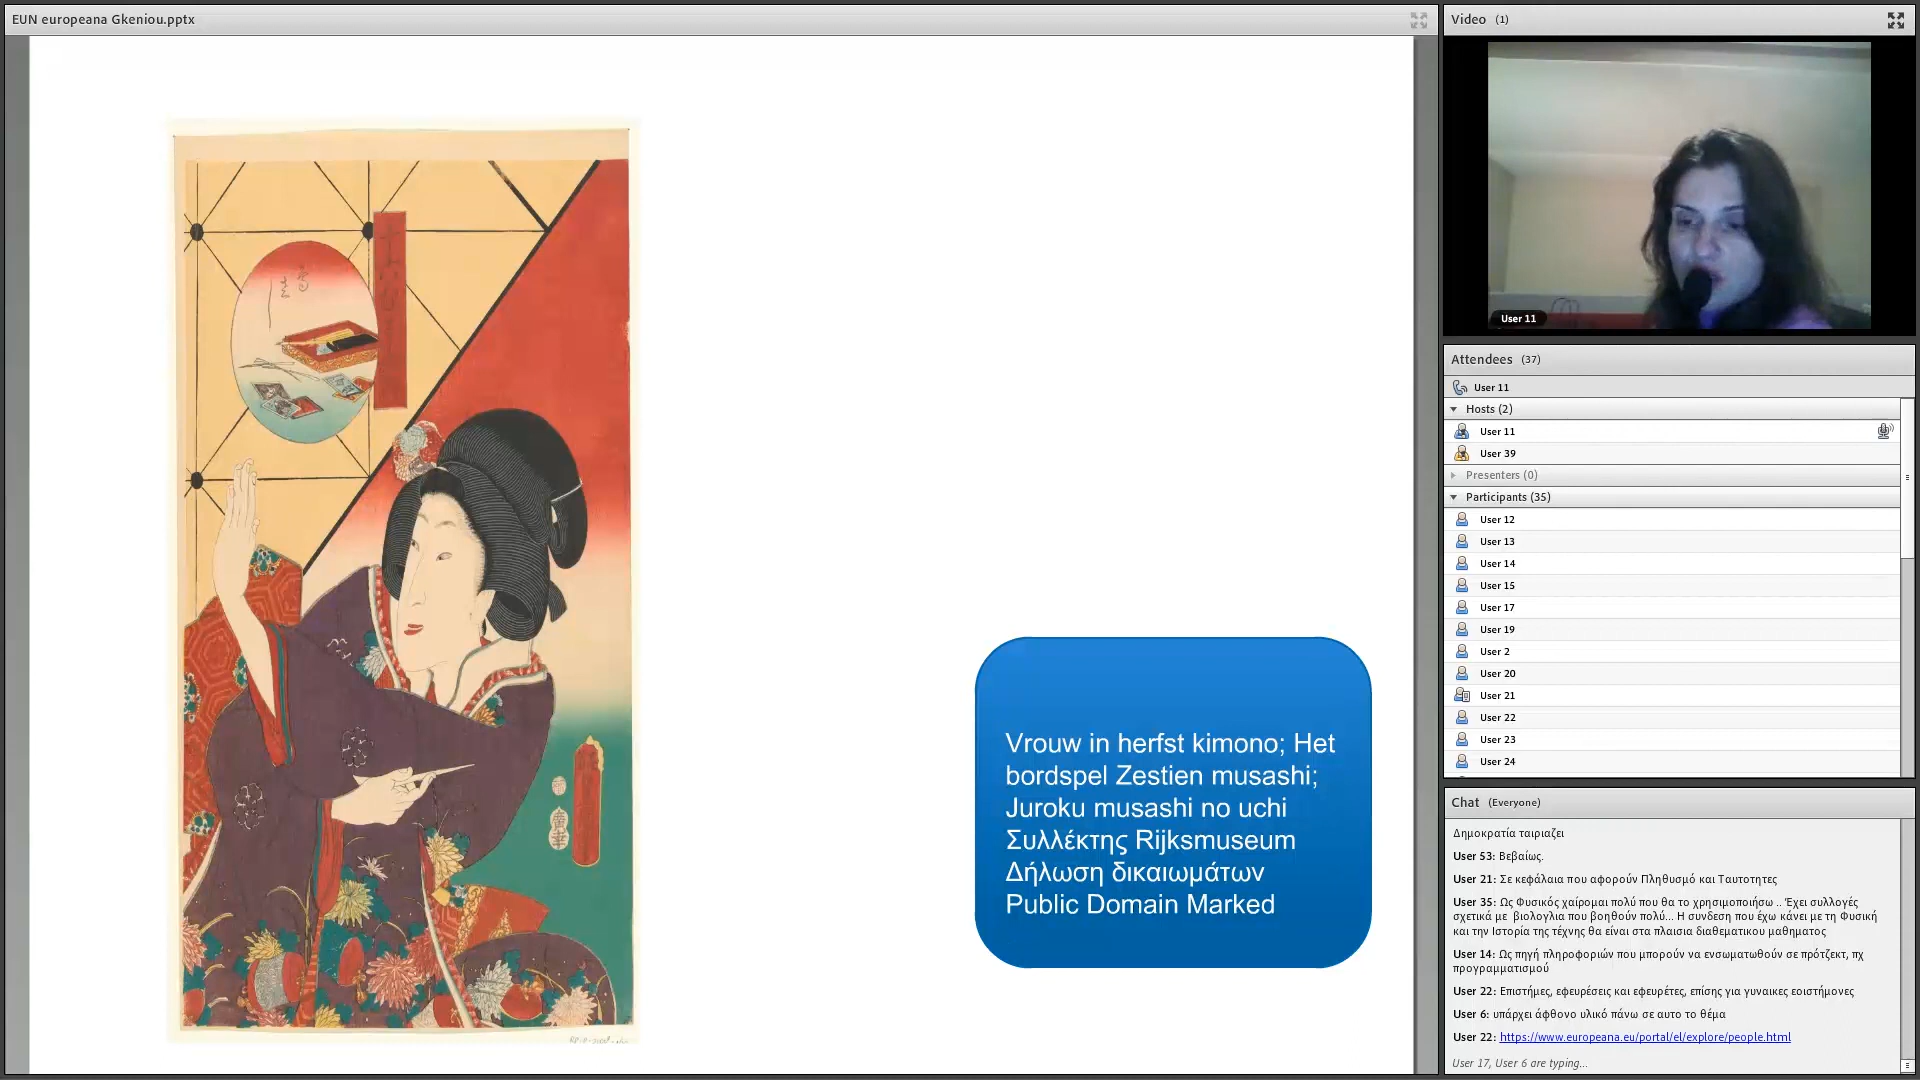 EUN europeana Gkeniou.pptx
Vrouw in herfst kimono; Het
bordspel Zestien musashi;
Juroku musashi no uchi
Συλλέκτης Rijksmuseum
Δήλωση δικαιωμάτων
Public Domain Marked
Video (1)
User 11
Attendees (37)
User 11
Hosts (2)
User 11
User 39
Presenters (0)
Participants (35)
User 12
User 13
User 14
User 15
User 17
User 19
User 2
User 20
User 21
User 22
User 23
User 24
Chat (Everyone)
Δημοκρατία ταιριαζει
User 53: Βεβαίως.
User 21: Σε κεφάλαια που αφορούν Πληθυσμό και Ταυτοτητες
User 35: Ως Φυσικός χαίρομαι πολύ που θα το χρησιμοποιήσω .. Έχει συλλογές
σχετικά με βιολογλια που βοηθούν πολύ... Η συνδεση που έχω κάνει με τη Φυσική
και την Ιστορία της τέχνης θα είναι στα πλαισια διαθεματικου μαθηματος
User 14: Ως πηγή πληροφοριών που μπορούν να ενσωματωθούν σε πρότζεκτ, πχ
προγραμματισμού
User 22: Επιστήμες, εφευρέσεις και εφευρέτες, επίσης για γυναικες εοιστήμονες
User 6: υπάρχει άφθονο υλικό πάνω σε αυτο το θέμα
User 22: https://www.europeana.eu/portal/el/explore/people.html
User 17, User 6 are typing...